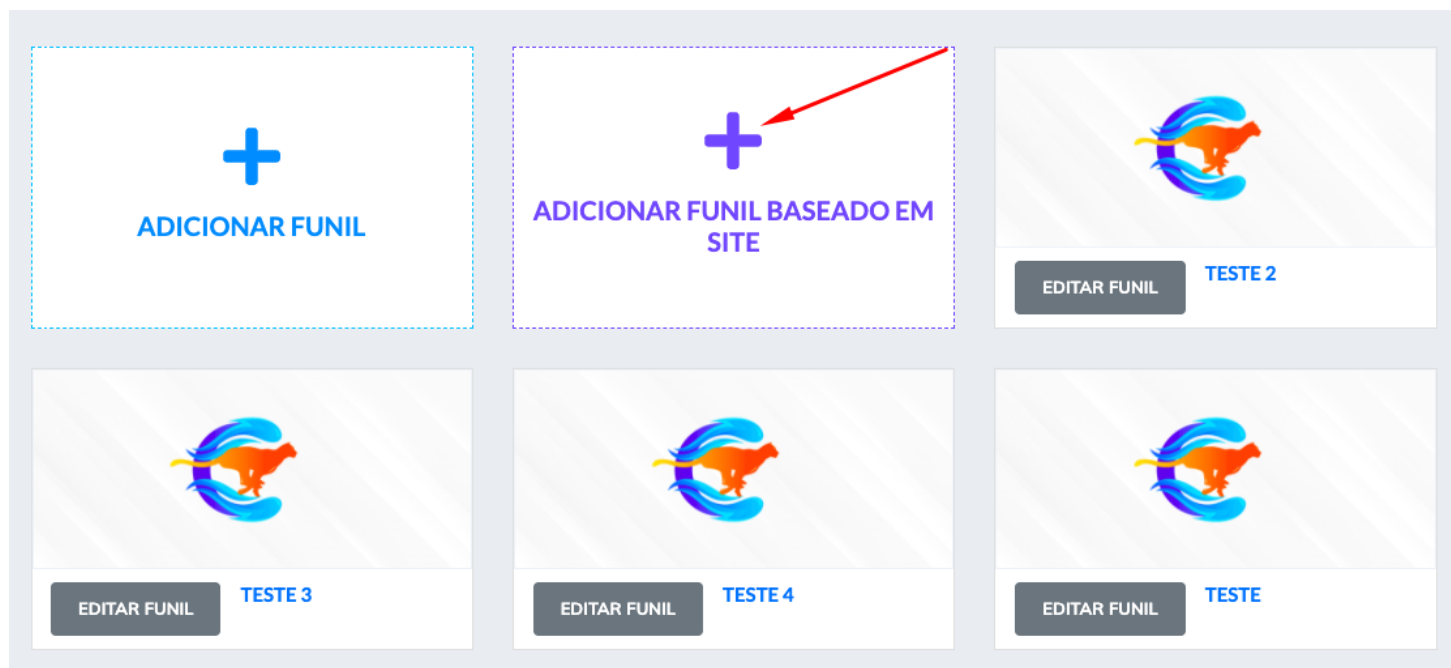 ADICIONAR FUNIL
ADICIONAR FUNIL BASEADO EM
SITE
EDITAR FUNIL
TESTE 2
EDITAR FUNIL
TESTE 3
EDITAR FUNIL
TESTE 4
EDITAR FUNIL
TESTE